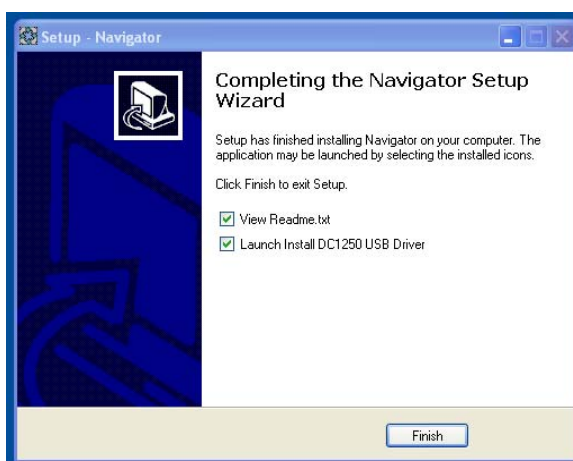 Setup - Navigator
Completing the Navigator Setup
Wizard
Setup has finished installing Navigator on your computer. The
application may be launched by selecting the installed icons.
Click Finish to exit Setup.
View Readme.txt
Launch Install DC1250 USB Driver
Finish